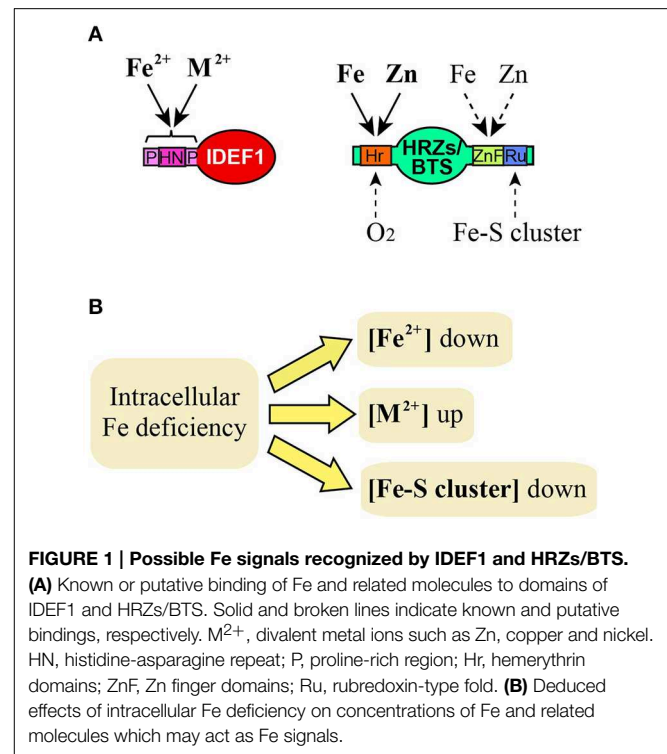 A
Fe²⁺ M²⁺
Fe Zn
Fe Zn
P HN P IDEF1
Hr HRZs/
BTS ZnF Ru
O₂
Fe-S cluster
B
Intracellular
Fe deficiency
[Fe²⁺] down
[M²⁺] up
[Fe-S cluster] down
FIGURE 1 | Possible Fe signals recognized by IDEF1 and HRZs/BTS.
(A) Known or putative binding of Fe and related molecules to domains of
IDEF1 and HRZs/BTS. Solid and broken lines indicate known and putative
bindings, respectively. M²⁺, divalent metal ions such as Zn, copper and nickel.
HN, histidine-asparagine repeat; P, proline-rich region; Hr, hemerythrin
domains; ZnF, Zn finger domains; Ru, rubredoxin-type fold. (B) Deduced
effects of intracellular Fe deficiency on concentrations of Fe and related
molecules which may act as Fe signals.